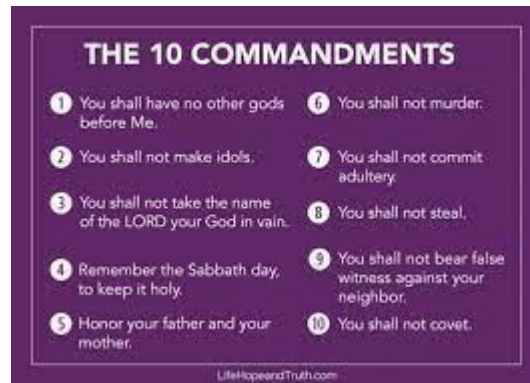 THE 10 COMMANDMENTS
1 You shall have no other gods
before Me.
2 You shall not make idols.
3 You shall not take the name
of the LORD your God in vain.
4 Remember the Sabbath day,
to keep it holy.
5 Honor your father and your
mother.
6 You shall not murder.
7 You shall not commit
adultery.
8 You shall not steal.
9 You shall not bear false
witness against your
neighbor.
10 You shall not covet.
LifeHopeandTruth.com